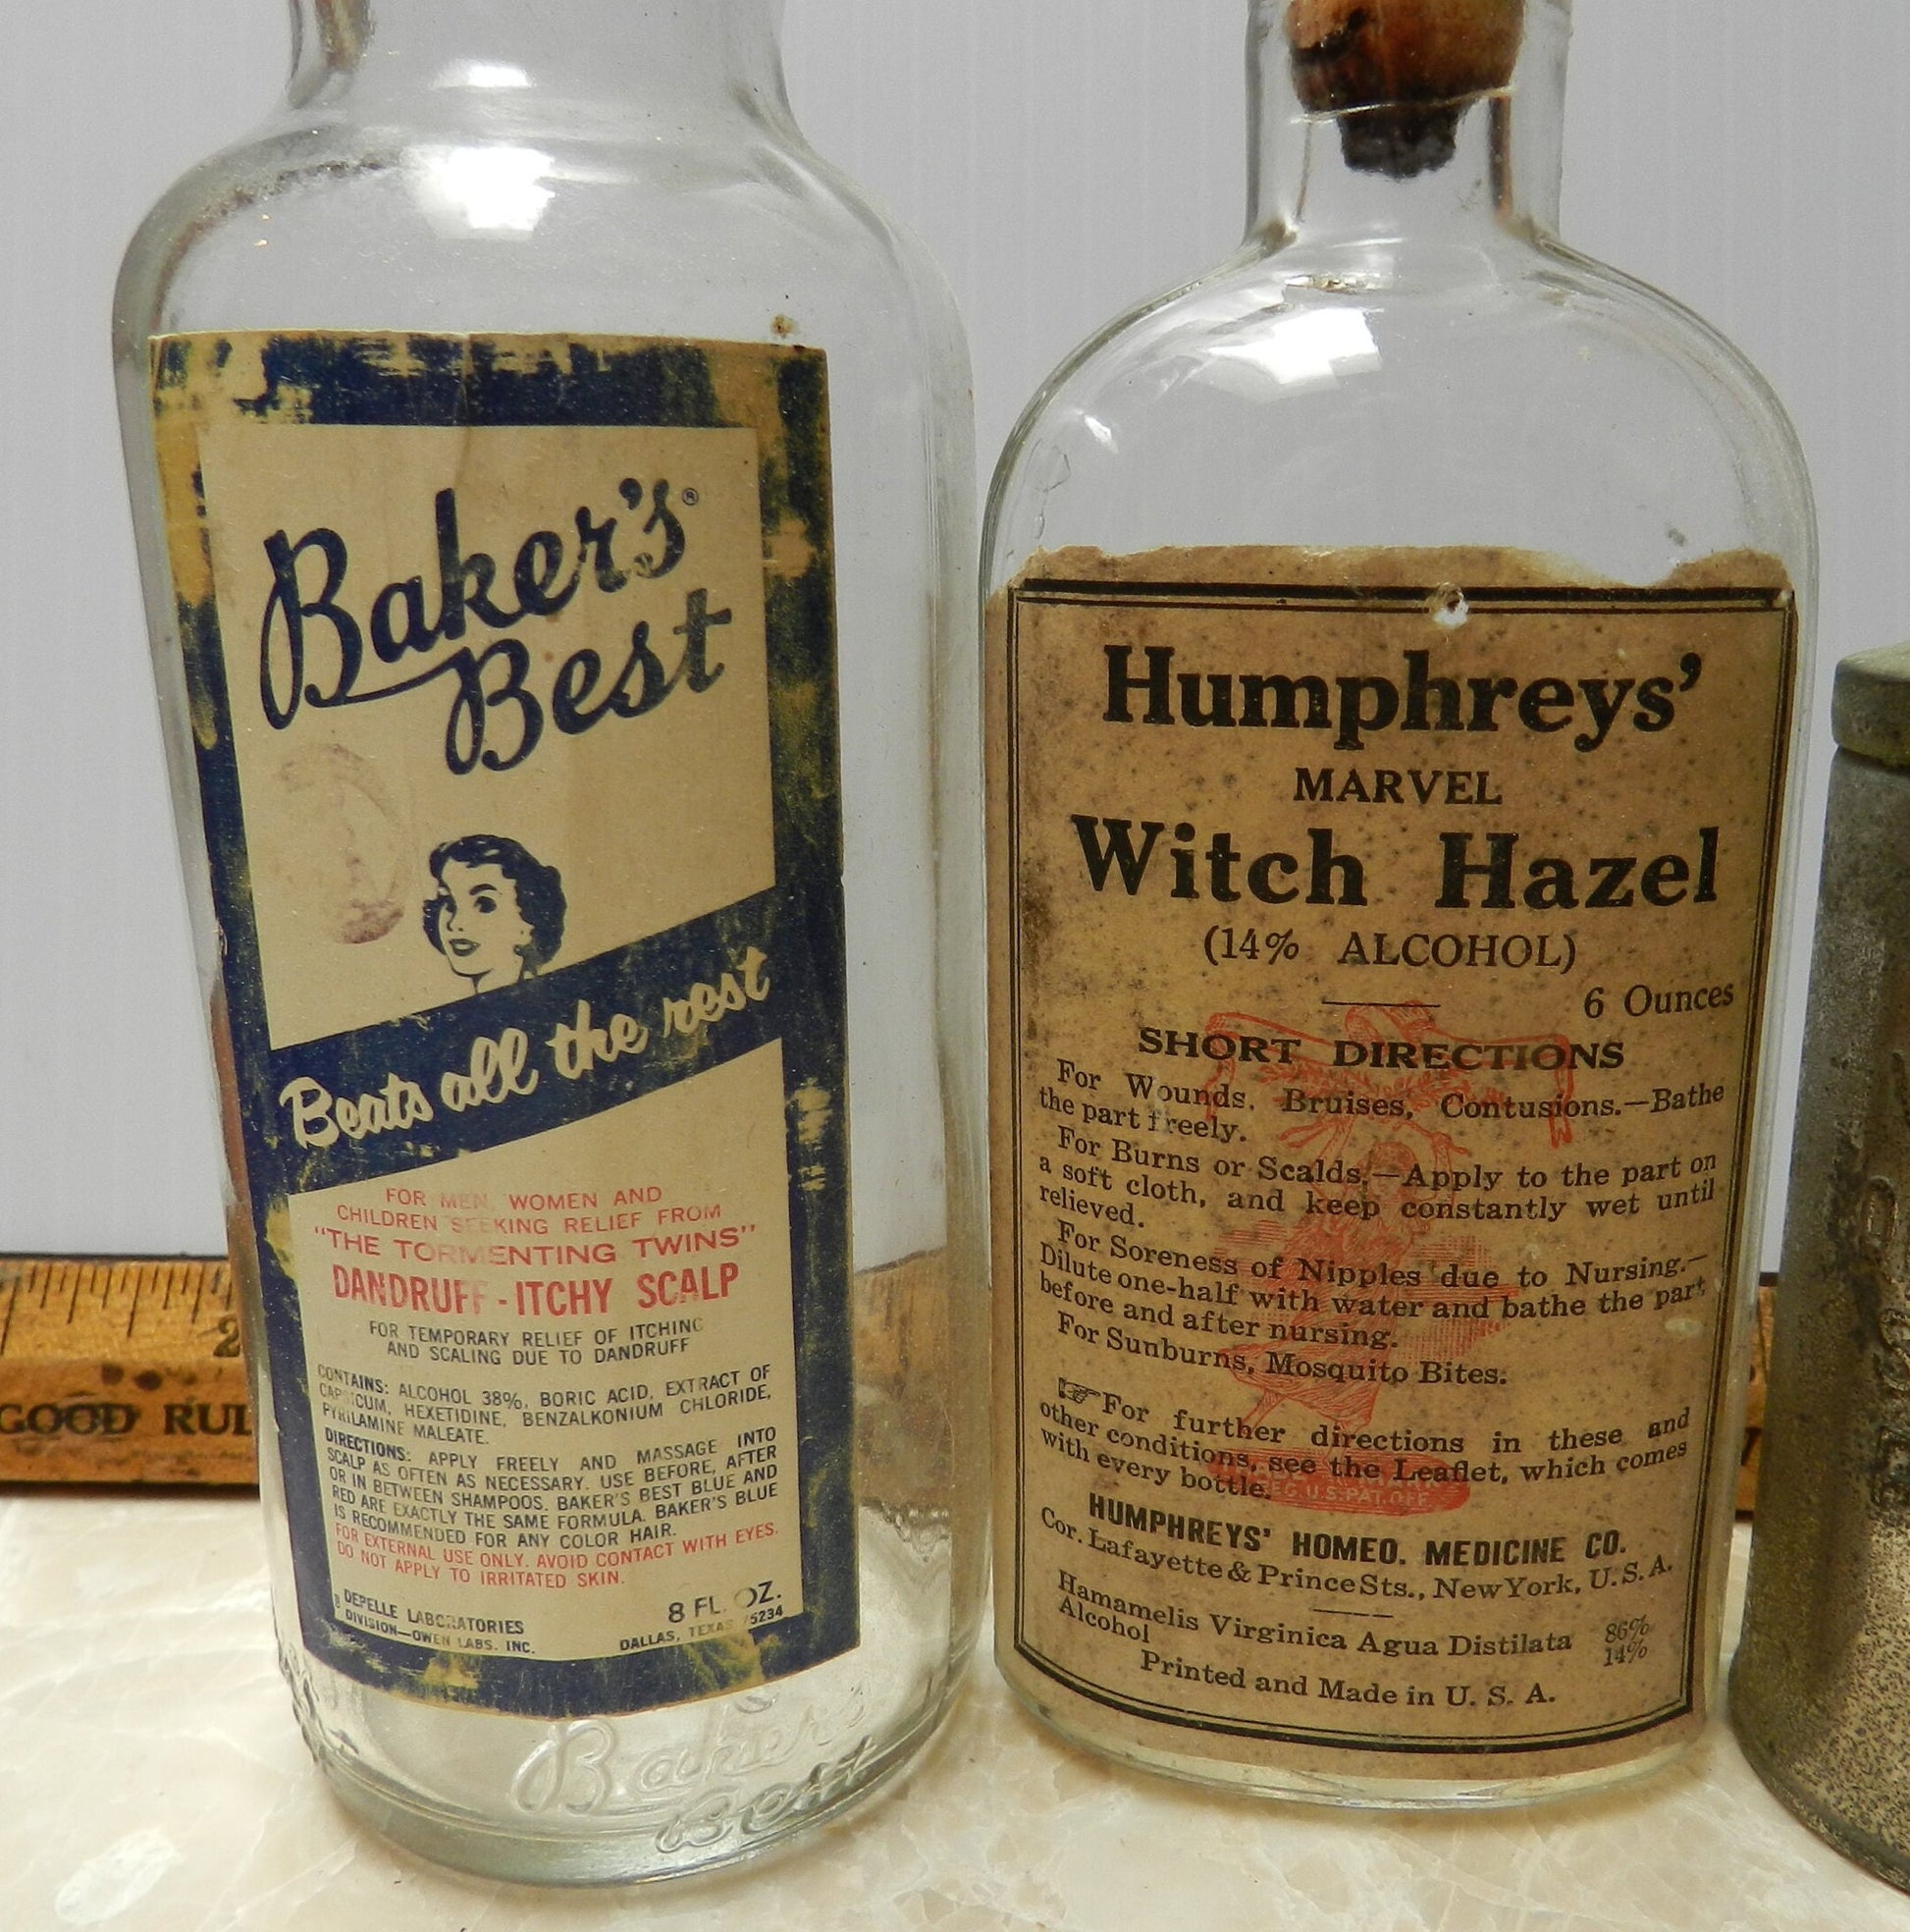 Baker's®
Best
Beats all the rest
FOR MEN, WOMEN AND
CHILDREN SEEKING RELIEF FROM
"THE TORMENTING TWINS"
DANDRUFF - ITCHY SCALP
FOR TEMPORARY RELIEF OF ITCHING
AND SCALING DUE TO DANDRUFF
CONTAINS: ALCOHOL 38%, BORIC ACID, EXTRACT OF
CAPSICUM, HEXETIDINE, BENZALKONIUM CHLORIDE,
PYRILAMINE MALEATE.
DIRECTIONS: APPLY FREELY AND MASSAGE INTO
SCALP AS OFTEN AS NECESSARY. USE BEFORE, AFTER
OR IN BETWEEN SHAMPOOS. BAKER'S BEST BLUE AND
RED ARE EXACTLY THE SAME FORMULA. BAKER'S BLUE
IS RECOMMENDED FOR ANY COLOR HAIR.
FOR EXTERNAL USE ONLY. AVOID CONTACT WITH EYES.
DO NOT APPLY TO IRRITATED SKIN.
DEPELLE LABORATORIES
DIVISION—OWEN LABS. INC.
8 FL. OZ.
DALLAS, TEXAS 75234
Baker's
Best
Humphreys'
MARVEL
Witch Hazel
(14% ALCOHOL)
6 Ounces
SHORT DIRECTIONS
For Wounds, Bruises, Contusions.—Bathe
the part freely.
For Burns or Scalds.—Apply to the part on
a soft cloth, and keep constantly wet until
relieved.
For Soreness of Nipples due to Nursing.—
Dilute one-half with water and bathe the part
before and after nursing.
For Sunburns, Mosquito Bites.
☞For further directions in these and
other conditions, see the Leaflet, which comes
with every bottle.
REG. U.S. PAT. OFF.
HUMPHREYS' HOMEO. MEDICINE CO.
Cor. Lafayette & Prince Sts., New York, U. S. A.
Hamamelis Virginica Agua Distilata 86%
Alcohol 14%
Printed and Made in U. S. A.
2
GOOD RUL